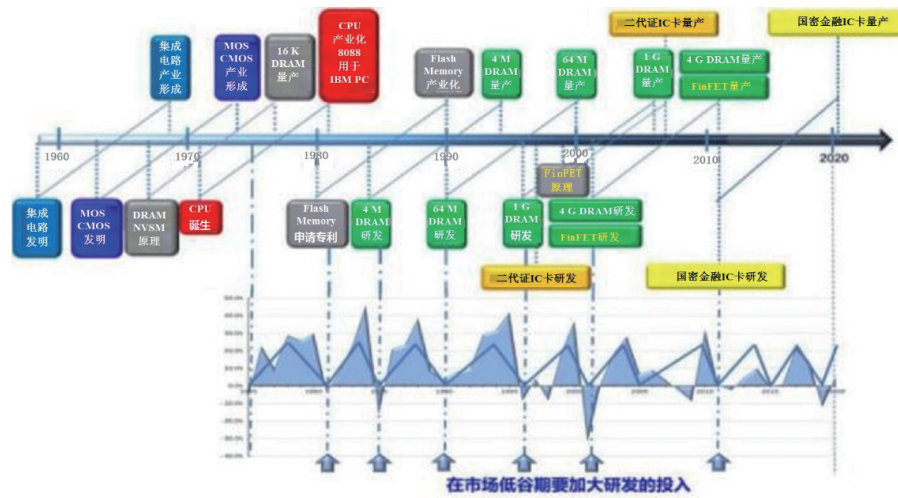 二代证IC卡量产
国密金融IC卡量产
集成
电路
产业
形成
MOS
CMOS
产业
形成
16 K
DRAM
量产
CPU
产业化
8088
用于
IBM PC
Flash
Memory
产业化
4 M
DRAM
量产
64 M
DRAM
量产
1 G
DRAM
量产
4 G DRAM量产
FinFET量产
1960
1970
1980
1990
2000
2010
2020
集成
电路
发明
MOS
CMOS
发明
DRAM
NVSM
原理
CPU
诞生
Flash
Memory
申请专利
4 M
DRAM
研发
64 M
DRAM
研发
1 G
DRAM
研发
FinFET
原理
4 G DRAM研发
FinFET研发
二代证IC卡研发
国密金融IC卡研发
在市场低谷期要加大研发的投入